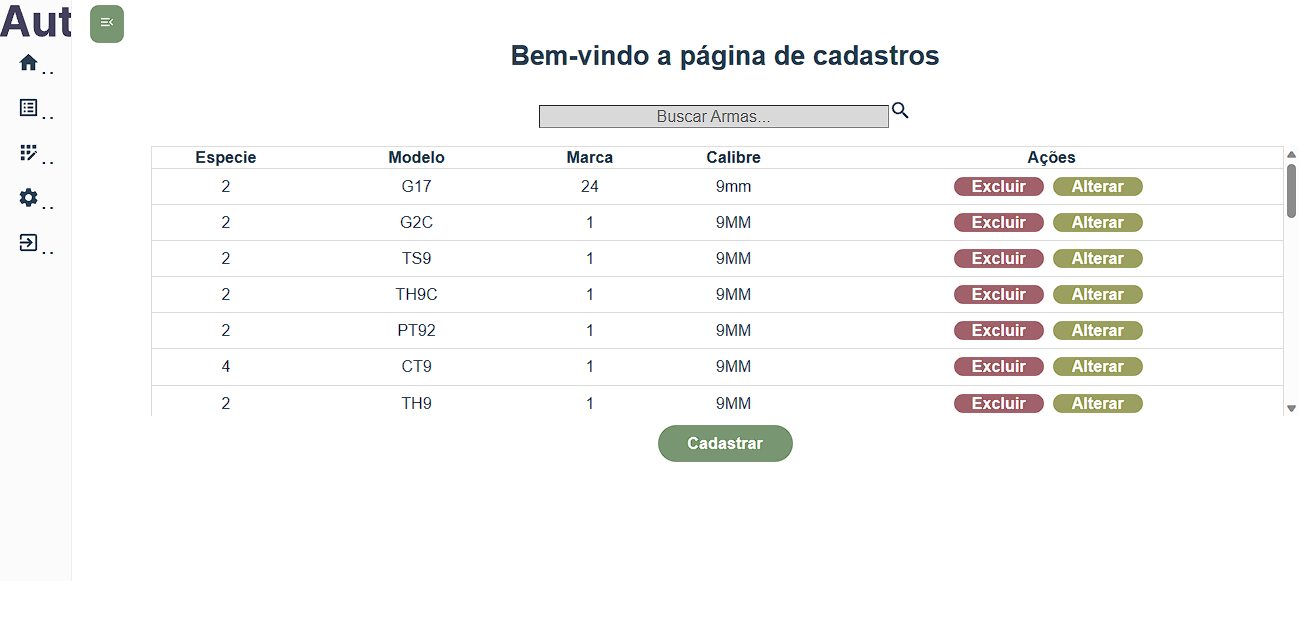 Aut
..
..
..
..
..
Bem-vindo a página de cadastros
Buscar Armas...
Especie Modelo Marca Calibre Ações
2 G17 24 9mm Excluir Alterar
2 G2C 1 9MM Excluir Alterar
2 TS9 1 9MM Excluir Alterar
2 TH9C 1 9MM Excluir Alterar
2 PT92 1 9MM Excluir Alterar
4 CT9 1 9MM Excluir Alterar
2 TH9 1 9MM Excluir Alterar
Cadastrar